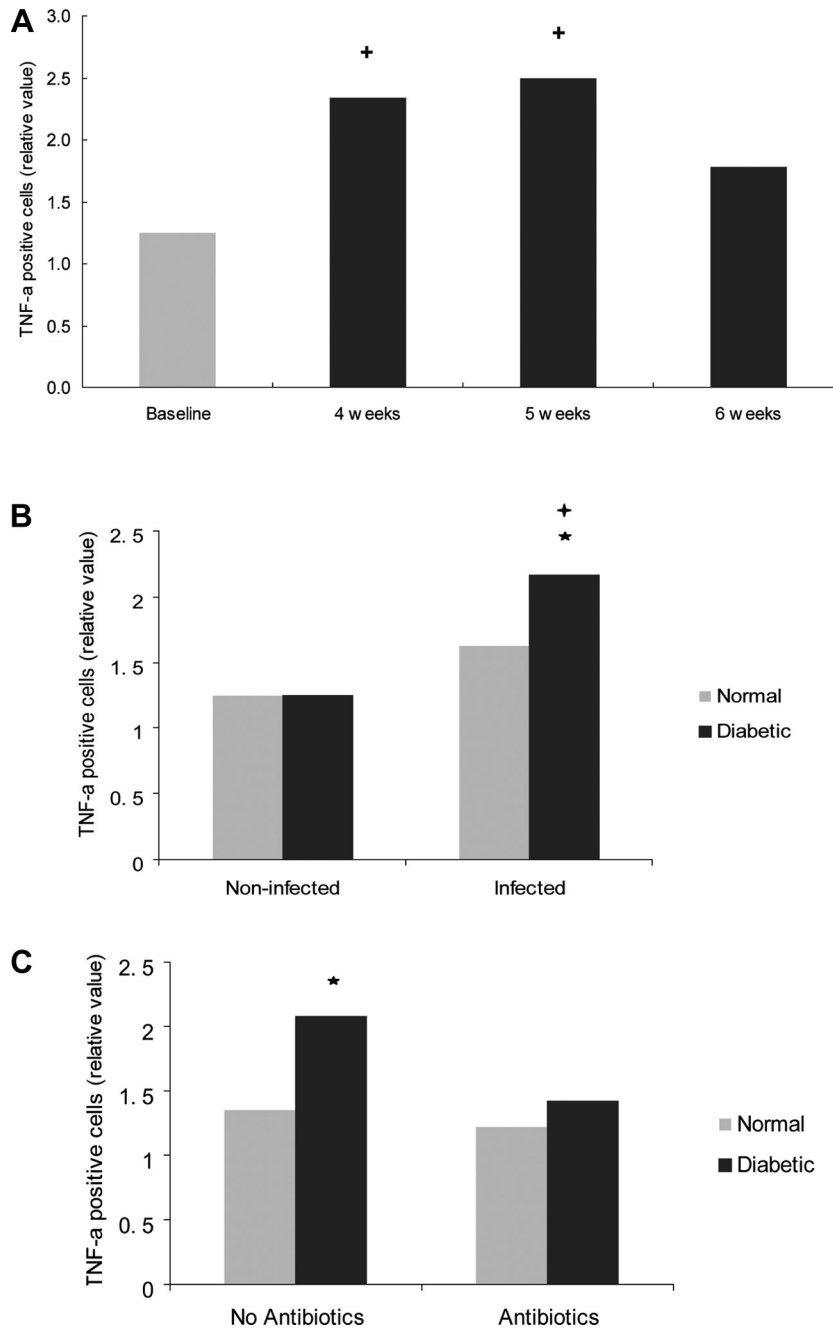 A
TNF-a positive cells (relative value)
3.0
2.5
2.0
1.5
1.0
0.5
0.0
+
+
Baseline
4 weeks
5 weeks
6 weeks
B
TNF-a positive cells (relative value)
2.5
2
1.5
1
0.5
0
+
*
Non-infected
Infected
Normal
Diabetic
C
TNF-a positive cells (relative value)
2.5
2
1.5
1
0.5
0
*
No Antibiotics
Antibiotics
Normal
Diabetic